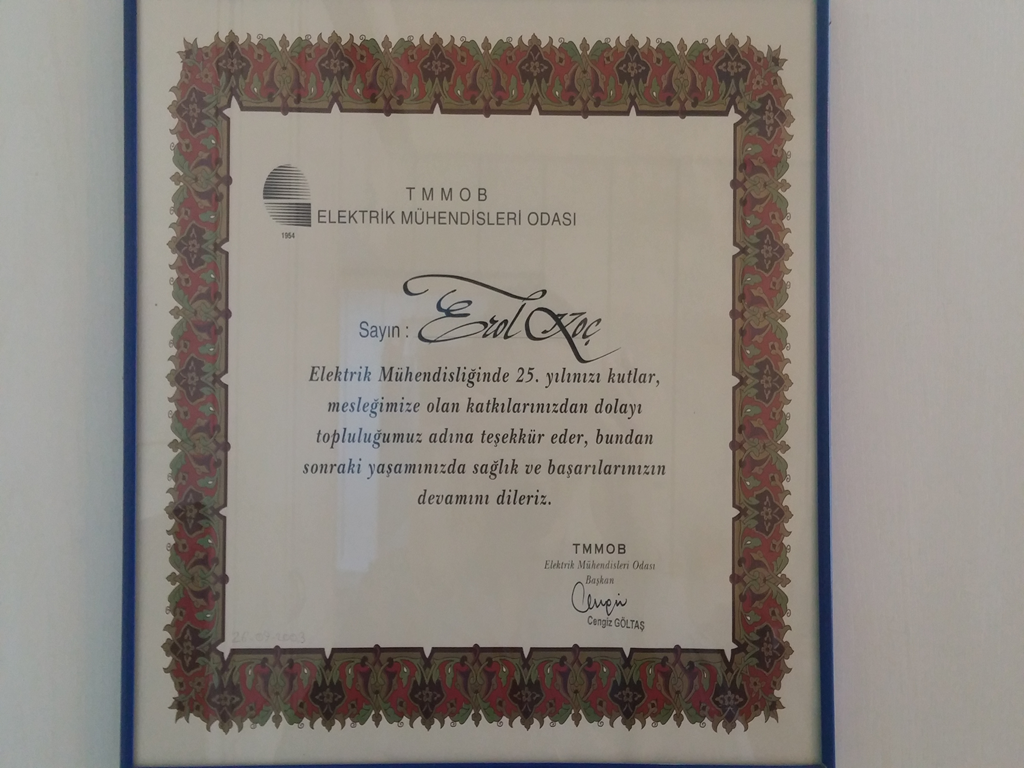 TMMOB
ELEKTRİK MÜHENDİSLERİ ODASI
1954
Sayın : Erol Koç
Elektrik Mühendisliğinde 25. yılınızı kutlar,
mesleğimize olan katkılarınızdan dolayı
topluluğumuz adına teşekkür eder, bundan
sonraki yaşamınızda sağlık ve başarılarınızın
devamını dileriz.
TMMOB
Elektrik Mühendisleri Odası
Başkan
Cengiz
Cengiz GÖLTAŞ